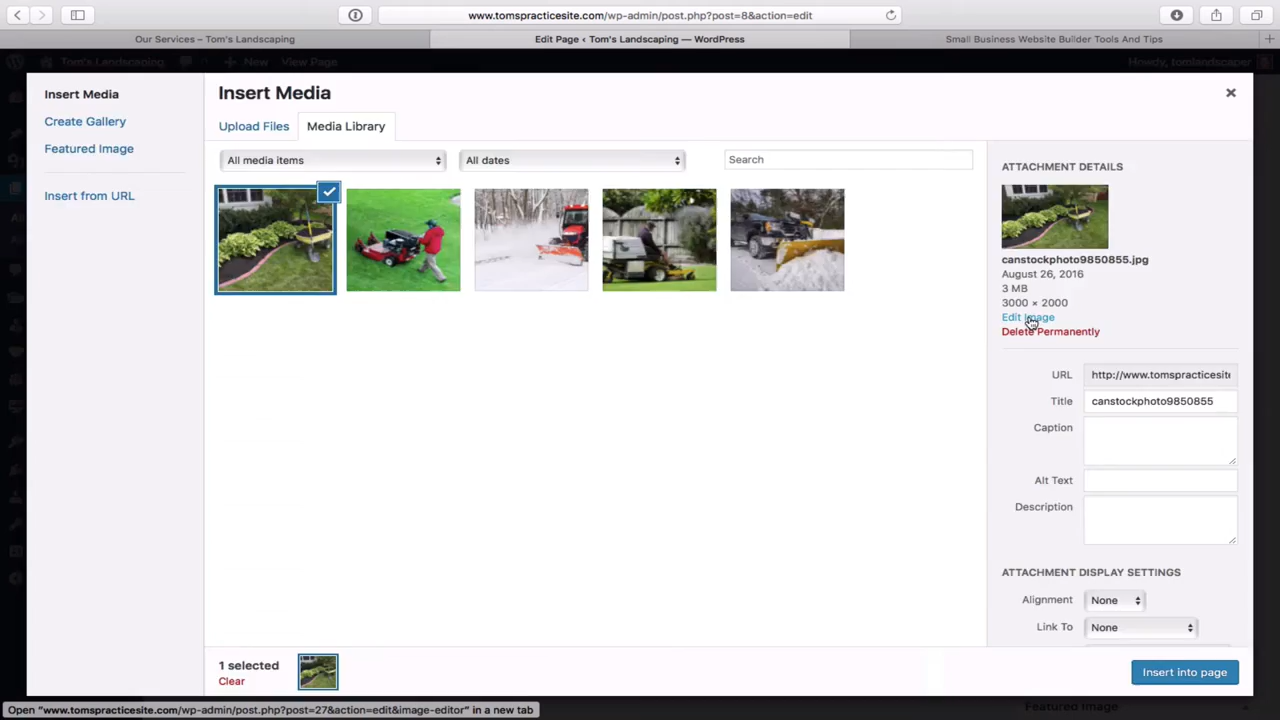 www.tomspracticesite.com/wp-admin/post.php?post=8&action=edit
Our Services – Tom's Landscaping
Edit Page ‹ Tom's Landscaping — WordPress
Small Business Website Builder Tools And Tips
Tom's Landscaping
New
View Page
Howdy, tomlandscaper
Insert Media
Create Gallery
Featured Image
Insert from URL
Insert Media
Upload Files
Media Library
All media items
All dates
Search
ATTACHMENT DETAILS
canstockphoto9850855.jpg
August 26, 2016
3 MB
3000 × 2000
Edit Image
Delete Permanently
URL http://www.tomspracticesite
Title canstockphoto9850855
Caption
Alt Text
Description
ATTACHMENT DISPLAY SETTINGS
Alignment None
Link To None
1 selected
Clear
Insert into page
Open "www.tomspracticesite.com/wp-admin/post.php?post=27&action=edit&image-editor" in a new tab
Featured Image